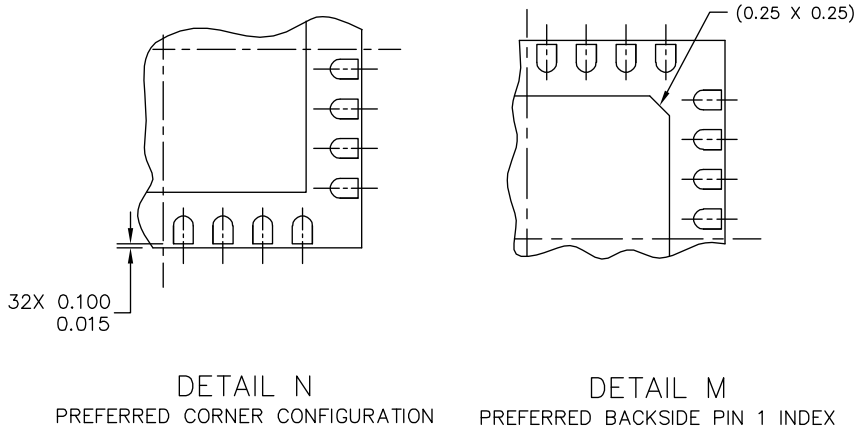 (0.25 X 0.25)
32X 0.100
0.015
DETAIL N
PREFERRED CORNER CONFIGURATION
DETAIL M
PREFERRED BACKSIDE PIN 1 INDEX